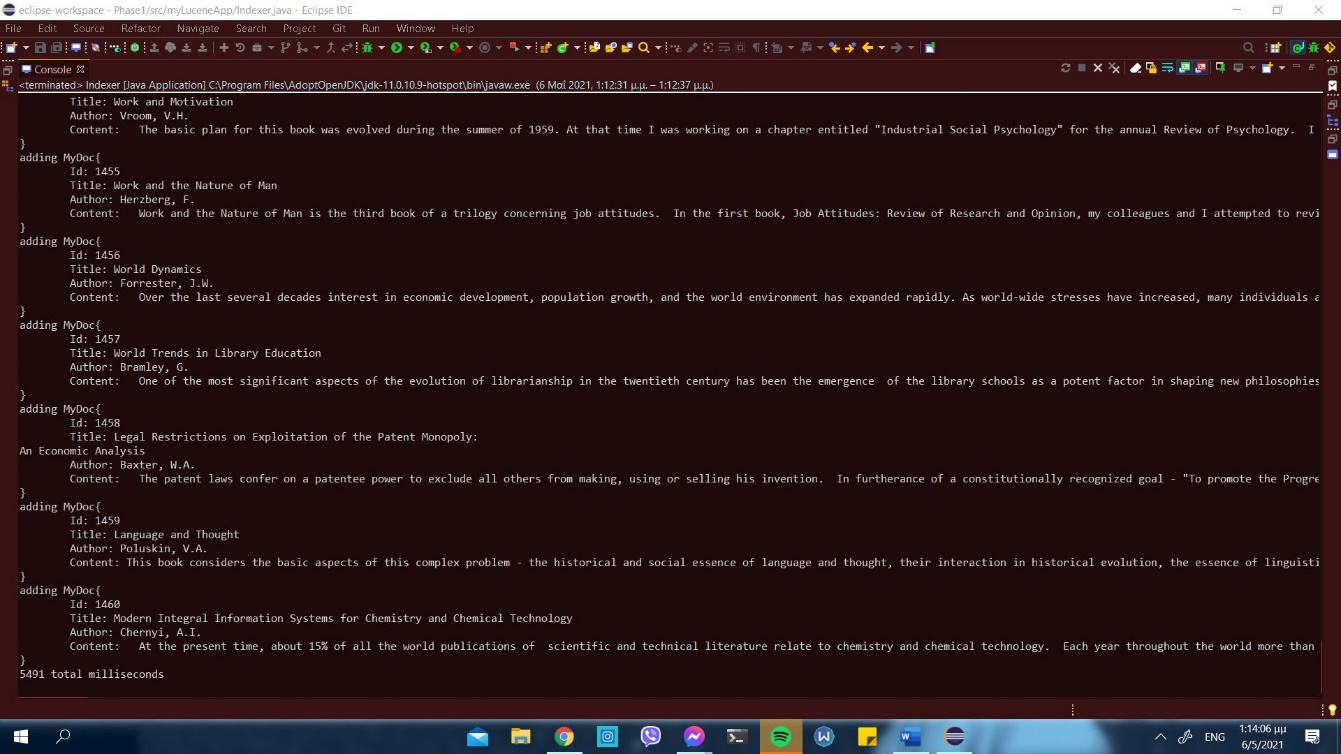 eclipse-workspace - Phase1/src/myLuceneApp/Indexer.java - Eclipse IDE
File Edit Source Refactor Navigate Search Project Git Run Window Help
Console
<terminated> Indexer [Java Application] C:\Program Files\AdoptOpenJDK\jdk-11.0.10.9-hotspot\bin\javaw.exe (6 Μαΐ 2021, 1:12:31 μ.μ. – 1:12:37 μ.μ.)
Title: Work and Motivation
Author: Vroom, V.H.
Content: The basic plan for this book was evolved during the summer of 1959. At that time I was working on a chapter entitled "Industrial Social Psychology" for the annual Review of Psychology. I
}
adding MyDoc{
Id: 1455
Title: Work and the Nature of Man
Author: Herzberg, F.
Content: Work and the Nature of Man is the third book of a trilogy concerning job attitudes. In the first book, Job Attitudes: Review of Research and Opinion, my colleagues and I attempted to revi
}
adding MyDoc{
Id: 1456
Title: World Dynamics
Author: Forrester, J.W.
Content: Over the last several decades interest in economic development, population growth, and the world environment has expanded rapidly. As world-wide stresses have increased, many individuals a
}
adding MyDoc{
Id: 1457
Title: World Trends in Library Education
Author: Bramley, G.
Content: One of the most significant aspects of the evolution of librarianship in the twentieth century has been the emergence of the library schools as a potent factor in shaping new philosophies
}
adding MyDoc{
Id: 1458
Title: Legal Restrictions on Exploitation of the Patent Monopoly:
An Economic Analysis
Author: Baxter, W.A.
Content: The patent laws confer on a patentee power to exclude all others from making, using or selling his invention. In furtherance of a constitutionally recognized goal - "To promote the Progre
}
adding MyDoc{
Id: 1459
Title: Language and Thought
Author: Poluskin, V.A.
Content: This book considers the basic aspects of this complex problem - the historical and social essence of language and thought, their interaction in historical evolution, the essence of linguisti
}
adding MyDoc{
Id: 1460
Title: Modern Integral Information Systems for Chemistry and Chemical Technology
Author: Chernyi, A.I.
Content: At the present time, about 15% of all the world publications of scientific and technical literature relate to chemistry and chemical technology. Each year throughout the world more than
}
5491 total milliseconds
ENG
1:14:06 μμ
6/5/2021